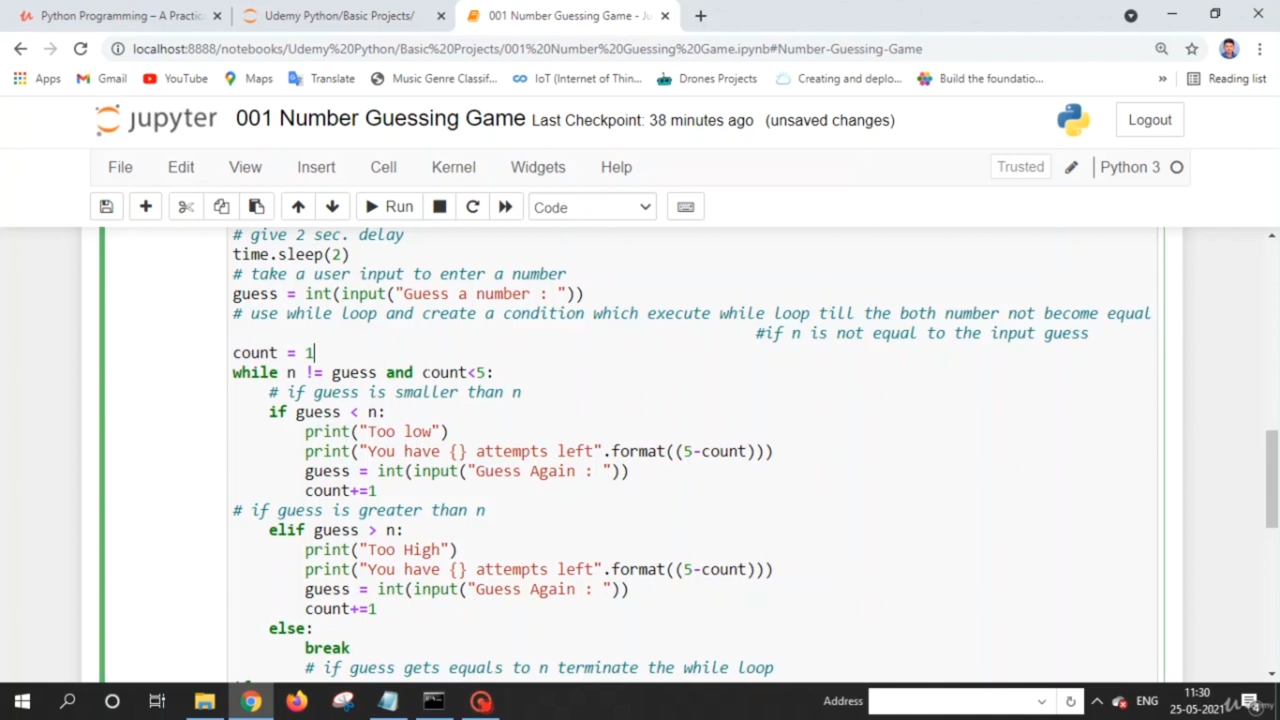 Python Programming – A Practic
Udemy Python/Basic Projects/
001 Number Guessing Game - Ju
localhost:8888/notebooks/Udemy%20Python/Basic%20Projects/001%20Number%20Guessing%20Game.ipynb#Number-Guessing-Game
Apps
Gmail
YouTube
Maps
Translate
Music Genre Classif...
IoT (Internet of Thin...
Drones Projects
Creating and deplo...
Build the foundatio...
»
Reading list
jupyter 001 Number Guessing Game Last Checkpoint: 38 minutes ago (unsaved changes)
Logout
File Edit View Insert Cell Kernel Widgets Help
Trusted
Python 3
Run
Code
# give 2 sec. delay
time.sleep(2)
# take a user input to enter a number
guess = int(input("Guess a number : "))
# use while loop and create a condition which execute while loop till the both number not become equal
#if n is not equal to the input guess
count = 1
while n != guess and count<5:
# if guess is smaller than n
if guess < n:
print("Too low")
print("You have {} attempts left".format((5-count)))
guess = int(input("Guess Again : "))
count+=1
# if guess is greater than n
elif guess > n:
print("Too High")
print("You have {} attempts left".format((5-count)))
guess = int(input("Guess Again : "))
count+=1
else:
break
# if guess gets equals to n terminate the while loop
Address
ENG
11:30
25-05-2021